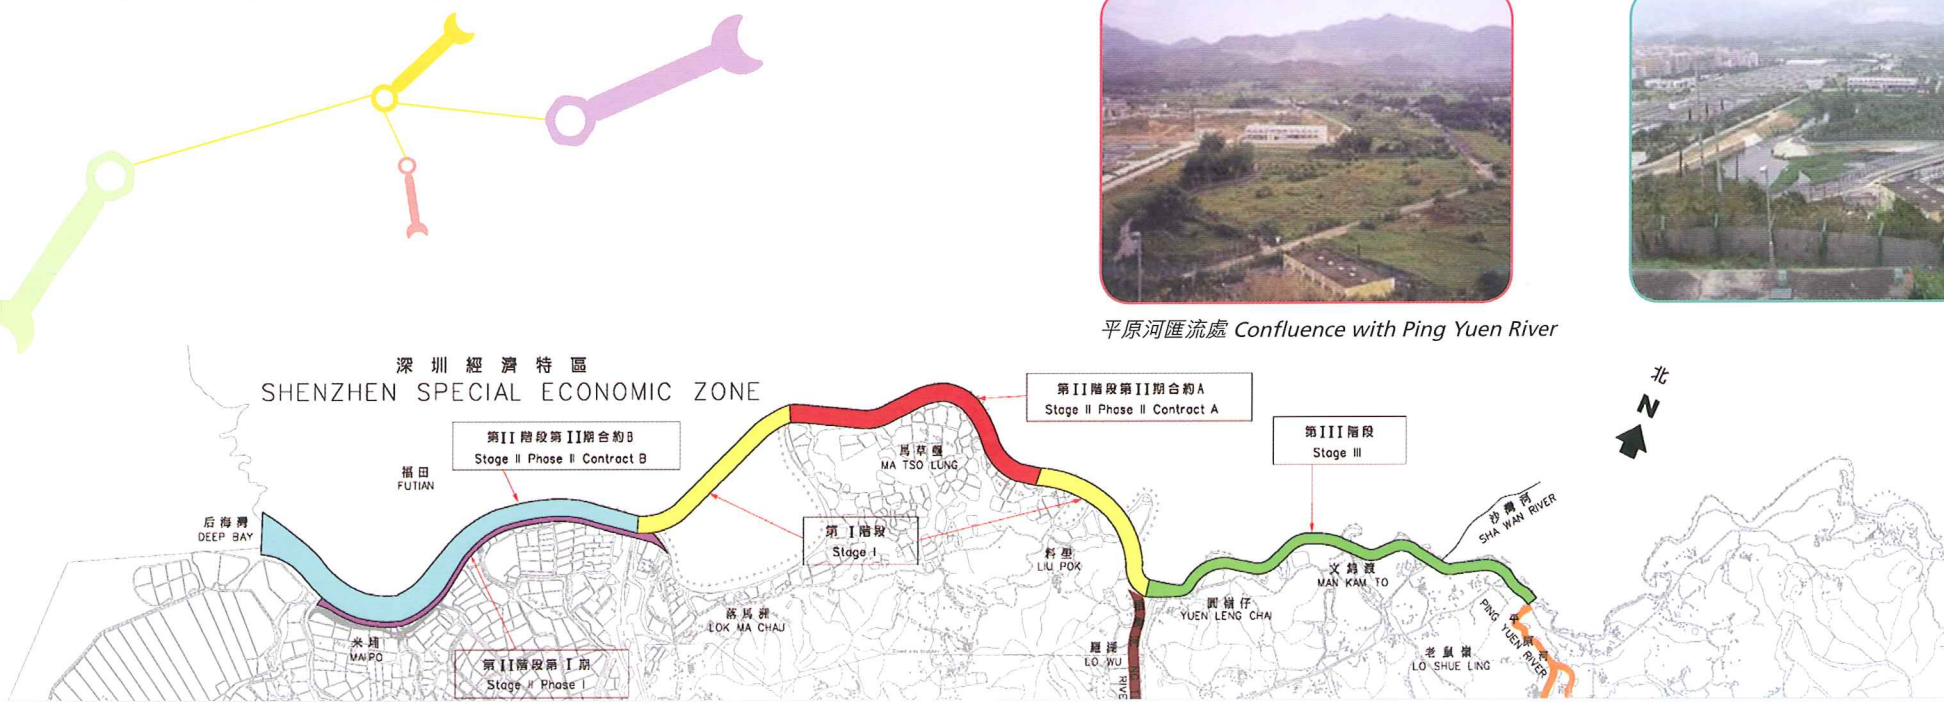 平原河匯流處 Confluence with Ping Yuen River
深圳經濟特區
SHENZHEN SPECIAL ECONOMIC ZONE
北
N
第II階段第II期合約A
Stage II Phase II Contract A
第II階段第II期合約B
Stage II Phase II Contract B
第III階段
Stage III
馬草壟
MA TSO LUNG
福田
FUTIAN
后海灣
DEEP BAY
第I階段
Stage I
沙灣河
SHA WAN RIVER
料壆
LIU POK
文錦渡
MAN KAM TO
圓嶺仔
YUEN LENG CHAI
落馬洲
LOK MA CHAU
平原河
PING YUEN RIVER
米埔
MAI PO
羅湖
LO WU
老鼠嶺
LO SHUE LING
第II階段第I期
Stage II Phase I
RIVE